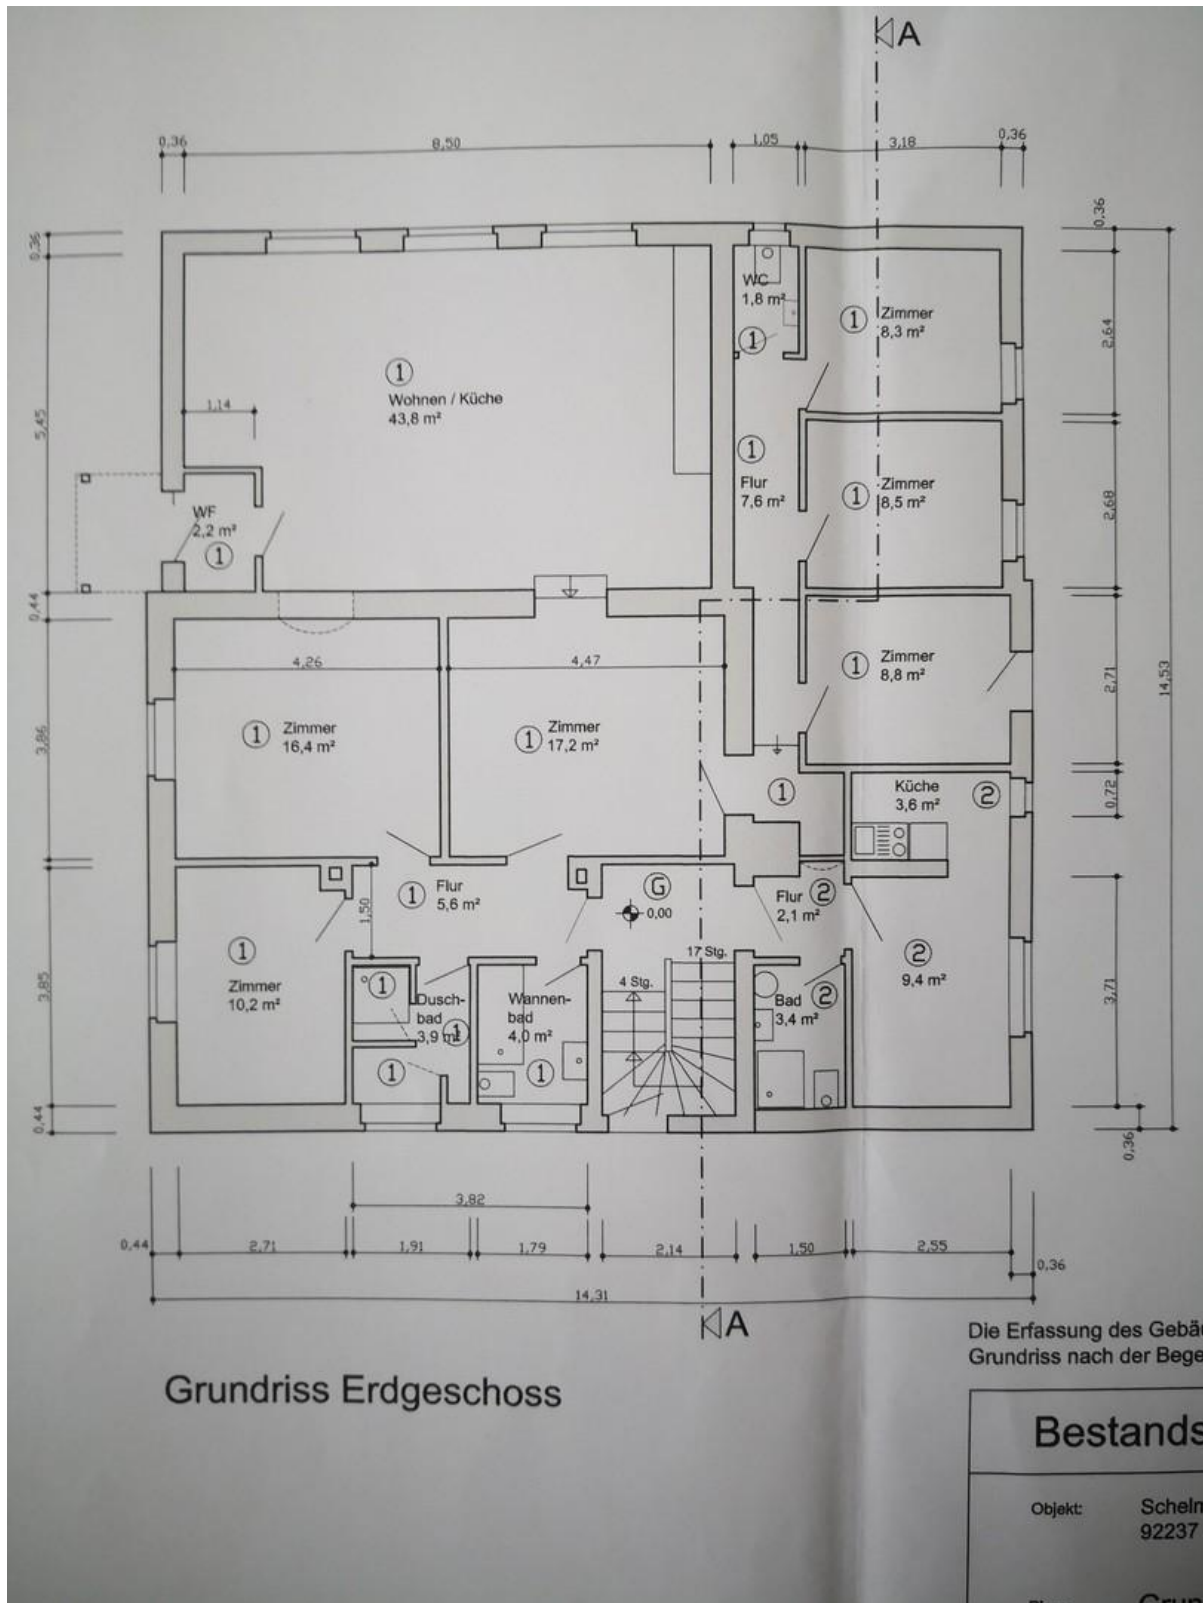 A
0,36
8,50
1,05
3,18
0,36
0,36
0,36
WC
1,8 m²
1
1
Zimmer
8,3 m²
2,64
1
Wohnen / Küche
43,8 m²
1,14
5,45
1
Flur
7,6 m²
1
Zimmer
8,5 m²
2,68
WF
2,2 m²
1
0,44
4,26
4,47
1
Zimmer
8,8 m²
2,71
14,53
1
Zimmer
16,4 m²
1
Zimmer
17,2 m²
3,86
1
Küche
3,6 m²
2
0,72
1
Flur
5,6 m²
1,50
G
0,00
Flur
2,1 m²
2
1
Zimmer
10,2 m²
3,85
17 Stg.
4 Stg.
2
9,4 m²
3,71
1
Dusch-
bad
3,9 m²
1
1
Wannen-
bad
4,0 m²
1
Bad
3,4 m²
2
0,44
0,36
3,82
0,44
2,71
1,91
1,79
2,14
1,50
2,55
0,36
14,31
A
Grundriss Erdgeschoss
Die Erfassung des Gebäu
Grundriss nach der Bege
Bestands
Objekt:
Scheln
92237